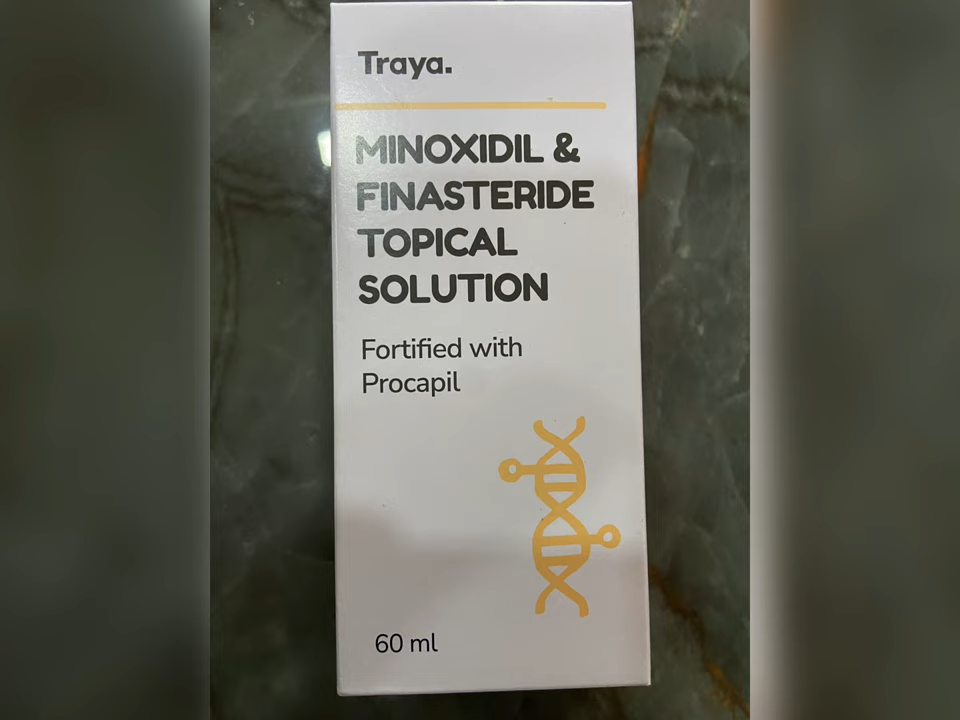 Traya.
MINOXIDIL &
FINASTERIDE
TOPICAL
SOLUTION
Fortified with
Procapil
60 ml